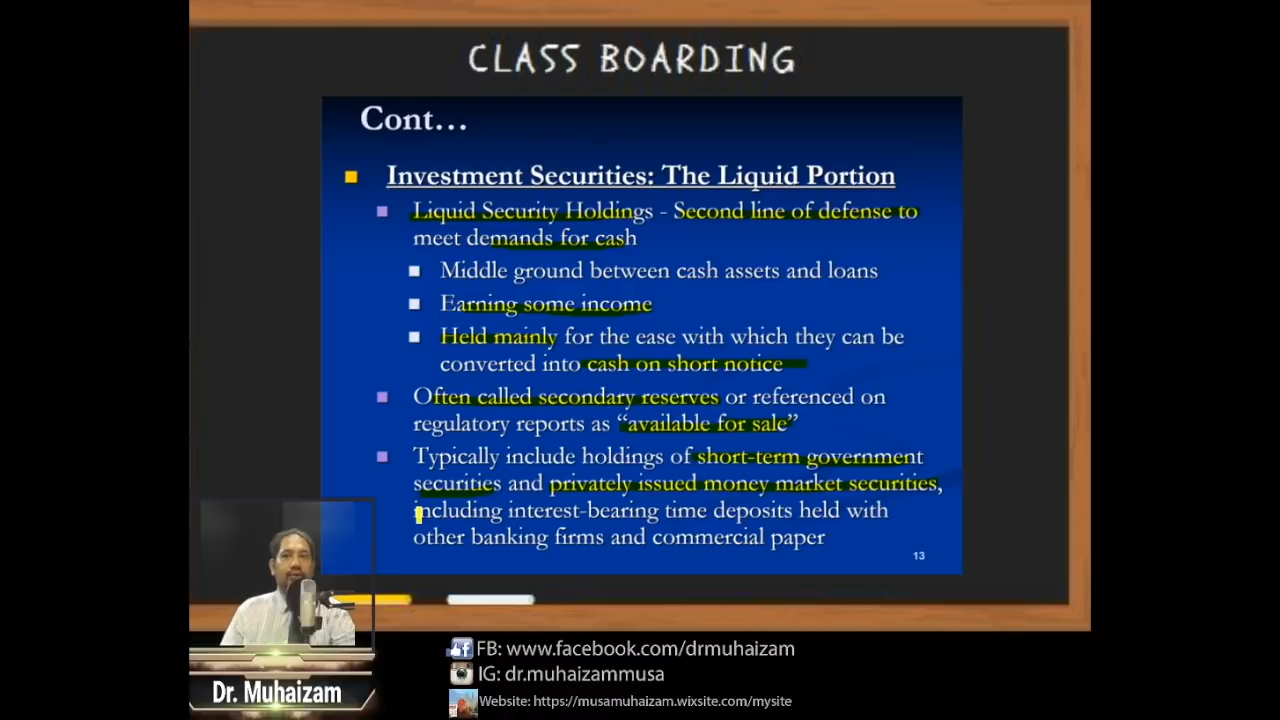 CLASS BOARDING
Cont…
Investment Securities: The Liquid Portion
Liquid Security Holdings - Second line of defense to
meet demands for cash
Middle ground between cash assets and loans
Earning some income
Held mainly for the ease with which they can be
converted into cash on short notice
Often called secondary reserves or referenced on
regulatory reports as “available for sale”
Typically include holdings of short-term government
securities and privately issued money market securities,
including interest-bearing time deposits held with
other banking firms and commercial paper
13
Dr. Muhaizam
FB: www.facebook.com/drmuhaizam
IG: dr.muhaizammusa
Website: https://musamuhaizam.wixsite.com/mysite